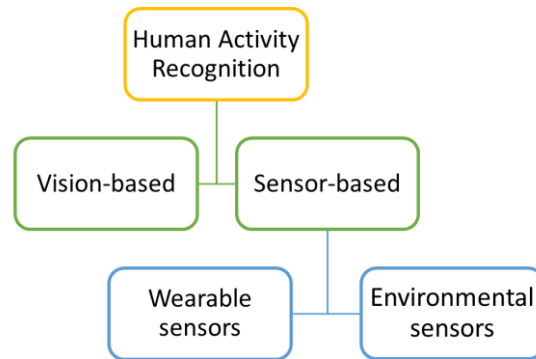 Human Activity
Recognition
Vision-based
Sensor-based
Wearable
sensors
Environmental
sensors